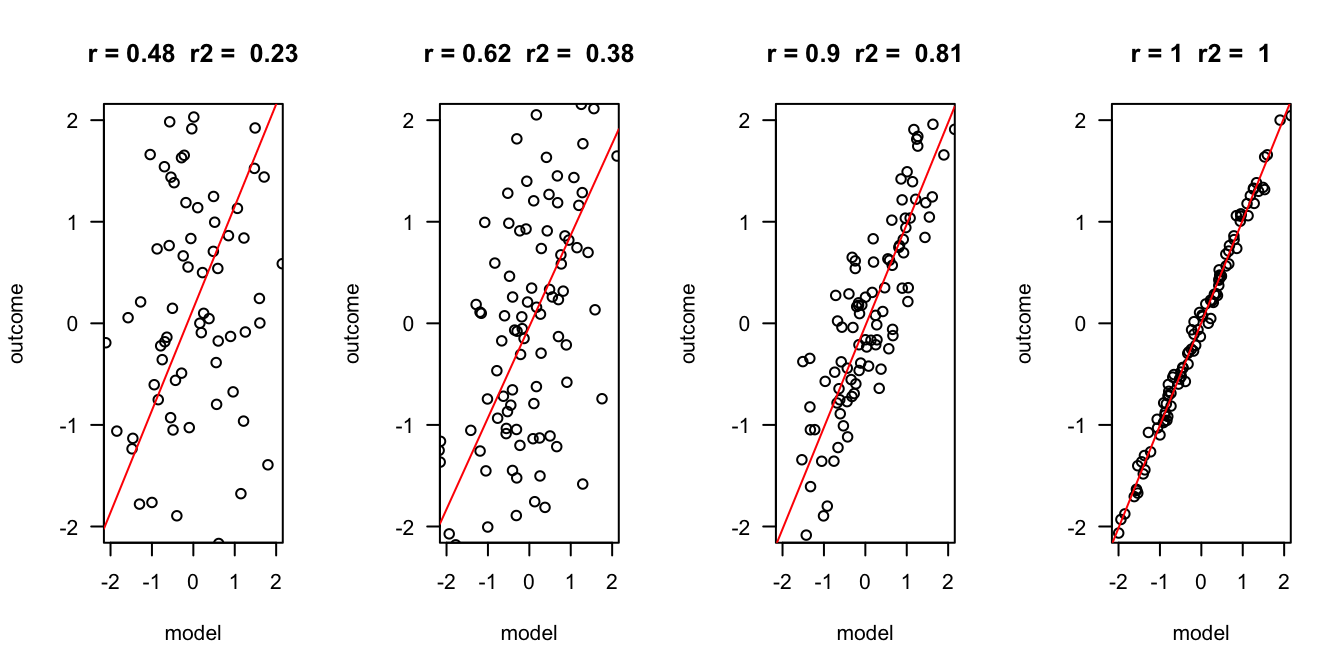 r = 0.48  r2 =  0.23
outcome
2
1
0
-1
-2
-2 -1 0 1 2
model
r = 0.62  r2 =  0.38
outcome
2
1
0
-1
-2
-2 -1 0 1 2
model
r = 0.9  r2 =  0.81
outcome
2
1
0
-1
-2
-2 -1 0 1 2
model
r = 1  r2 =  1
outcome
2
1
0
-1
-2
-2 -1 0 1 2
model